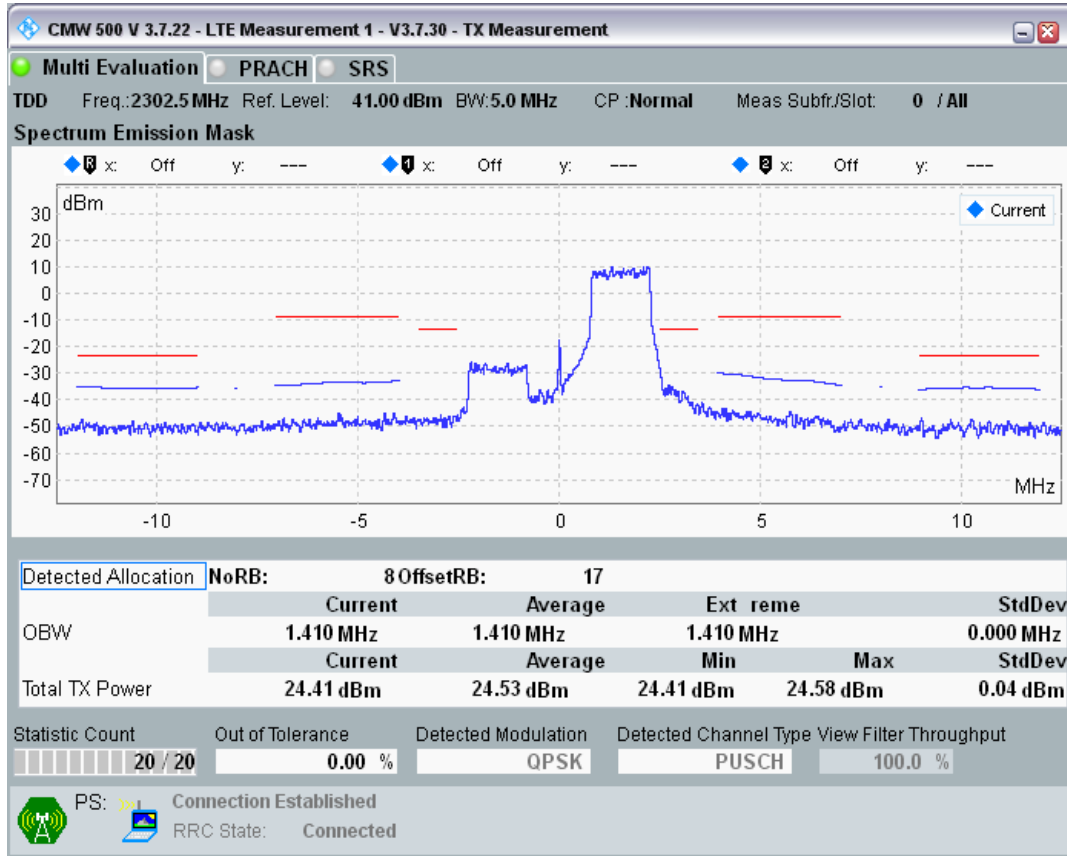 CMW 500 V 3.7.22 - LTE Measurement 1 - V3.7.30 - TX Measurement
Multi Evaluation PRACH SRS
TDD Freq.:2302.5 MHz Ref. Level: 41.00 dBm BW:5.0 MHz CP :Normal Meas Subfr./Slot: 0 / All
Spectrum Emission Mask
R x: Off y: --- 1 x: Off y: --- 2 x: Off y: ---
dBm
Current
30
20
10
0
-10
-20
-30
-40
-50
-60
-70
MHz
-10 -5 0 5 10
Detected Allocation NoRB: 8 OffsetRB: 17
Current Average Ext reme StdDev
OBW 1.410 MHz 1.410 MHz 1.410 MHz 0.000 MHz
Current Average Min Max StdDev
Total TX Power 24.41 dBm 24.53 dBm 24.41 dBm 24.58 dBm 0.04 dBm
Statistic Count Out of Tolerance Detected Modulation Detected Channel Type View Filter Throughput
20 / 20 0.00 % QPSK PUSCH 100.0 %
PS: Connection Established
RRC State: Connected